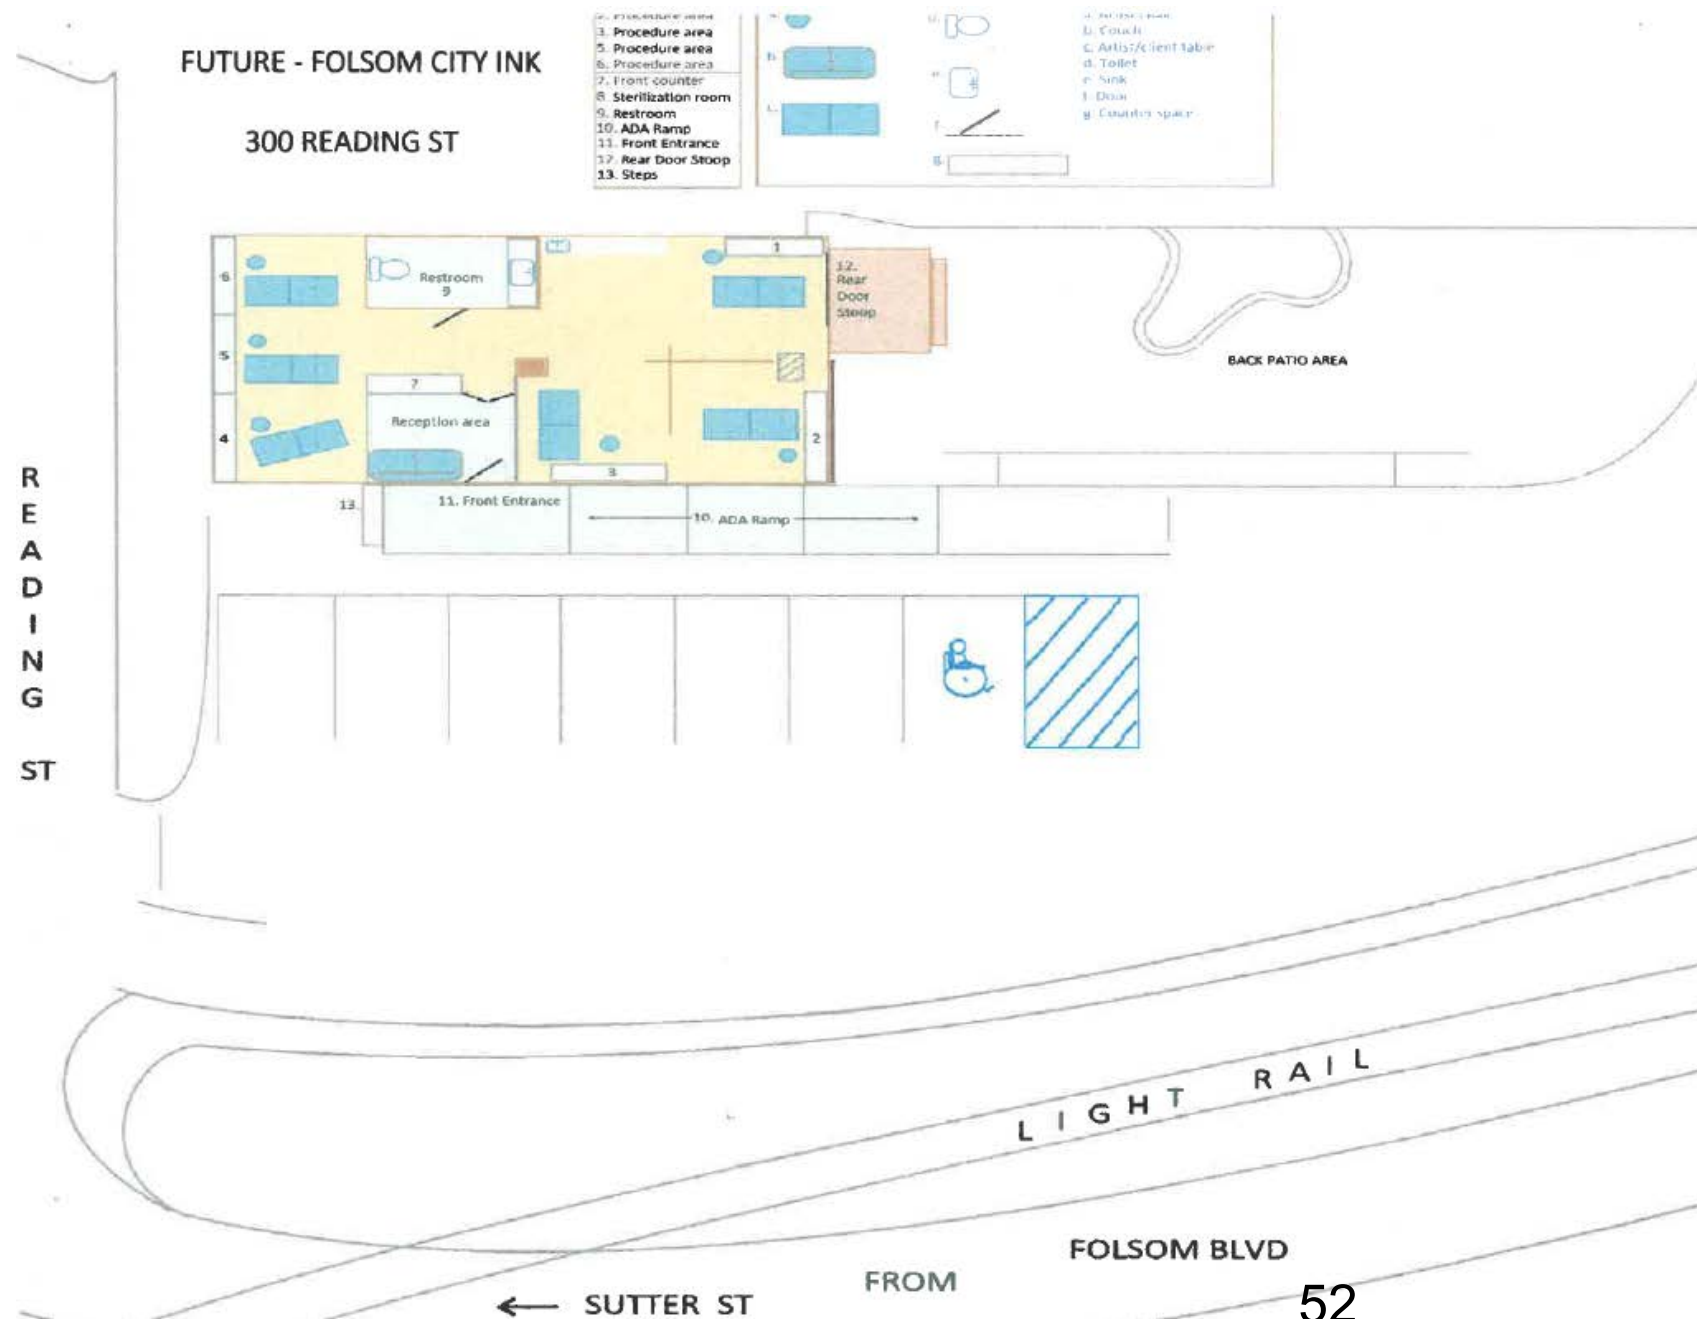 FUTURE - FOLSOM CITY INK
300 READING ST
2. Procedure area
3. Procedure area
5. Procedure area
6. Procedure area
7. Front counter
8. Sterilization room
9. Restroom
10. ADA Ramp
11. Front Entrance
12. Rear Door Stoop
13. Steps
b.
c.
e.
f.
g.
b. Couch
c. Artist/client table
d. Toilet
e. Sink
f. Door
g. Counter space
6
Restroom
9
1
12.
Rear
Door
Stoop
5
7
BACK PATIO AREA
4
Reception area
3
2
13.
11. Front Entrance
10. ADA Ramp
READING ST
LIGHT RAIL
FOLSOM BLVD
FROM
← SUTTER ST
52